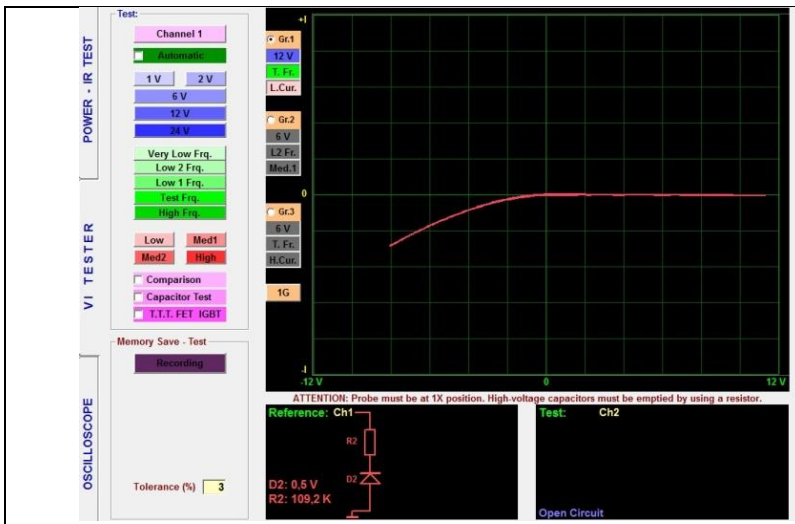 POWER - IR TEST
VI TESTER
OSCILLOSCOPE
Test:
Channel 1
Automatic
1 V
2 V
6 V
12 V
24 V
Very Low Frq.
Low 2 Frq.
Low 1 Frq.
Test Frq.
High Frq.
Low
Med1
Med2
High
Comparison
Capacitor Test
T.T.T. FET IGBT
Memory Save - Test
Recording
Tolerance (%) 3
Gr.1
12 V
T. Fr.
L.Cur.
Gr.2
6 V
L2 Fr.
Med.1
Gr.3
6 V
T. Fr.
H.Cur.
1G
+I
0
-I
-12 V
0
12 V
ATTENTION: Probe must be at 1X position. High-voltage capacitors must be emptied by using a resistor.
Reference: Ch1
R2
D2
D2: 0,5 V
R2: 109,2 K
Test: Ch2
Open Circuit